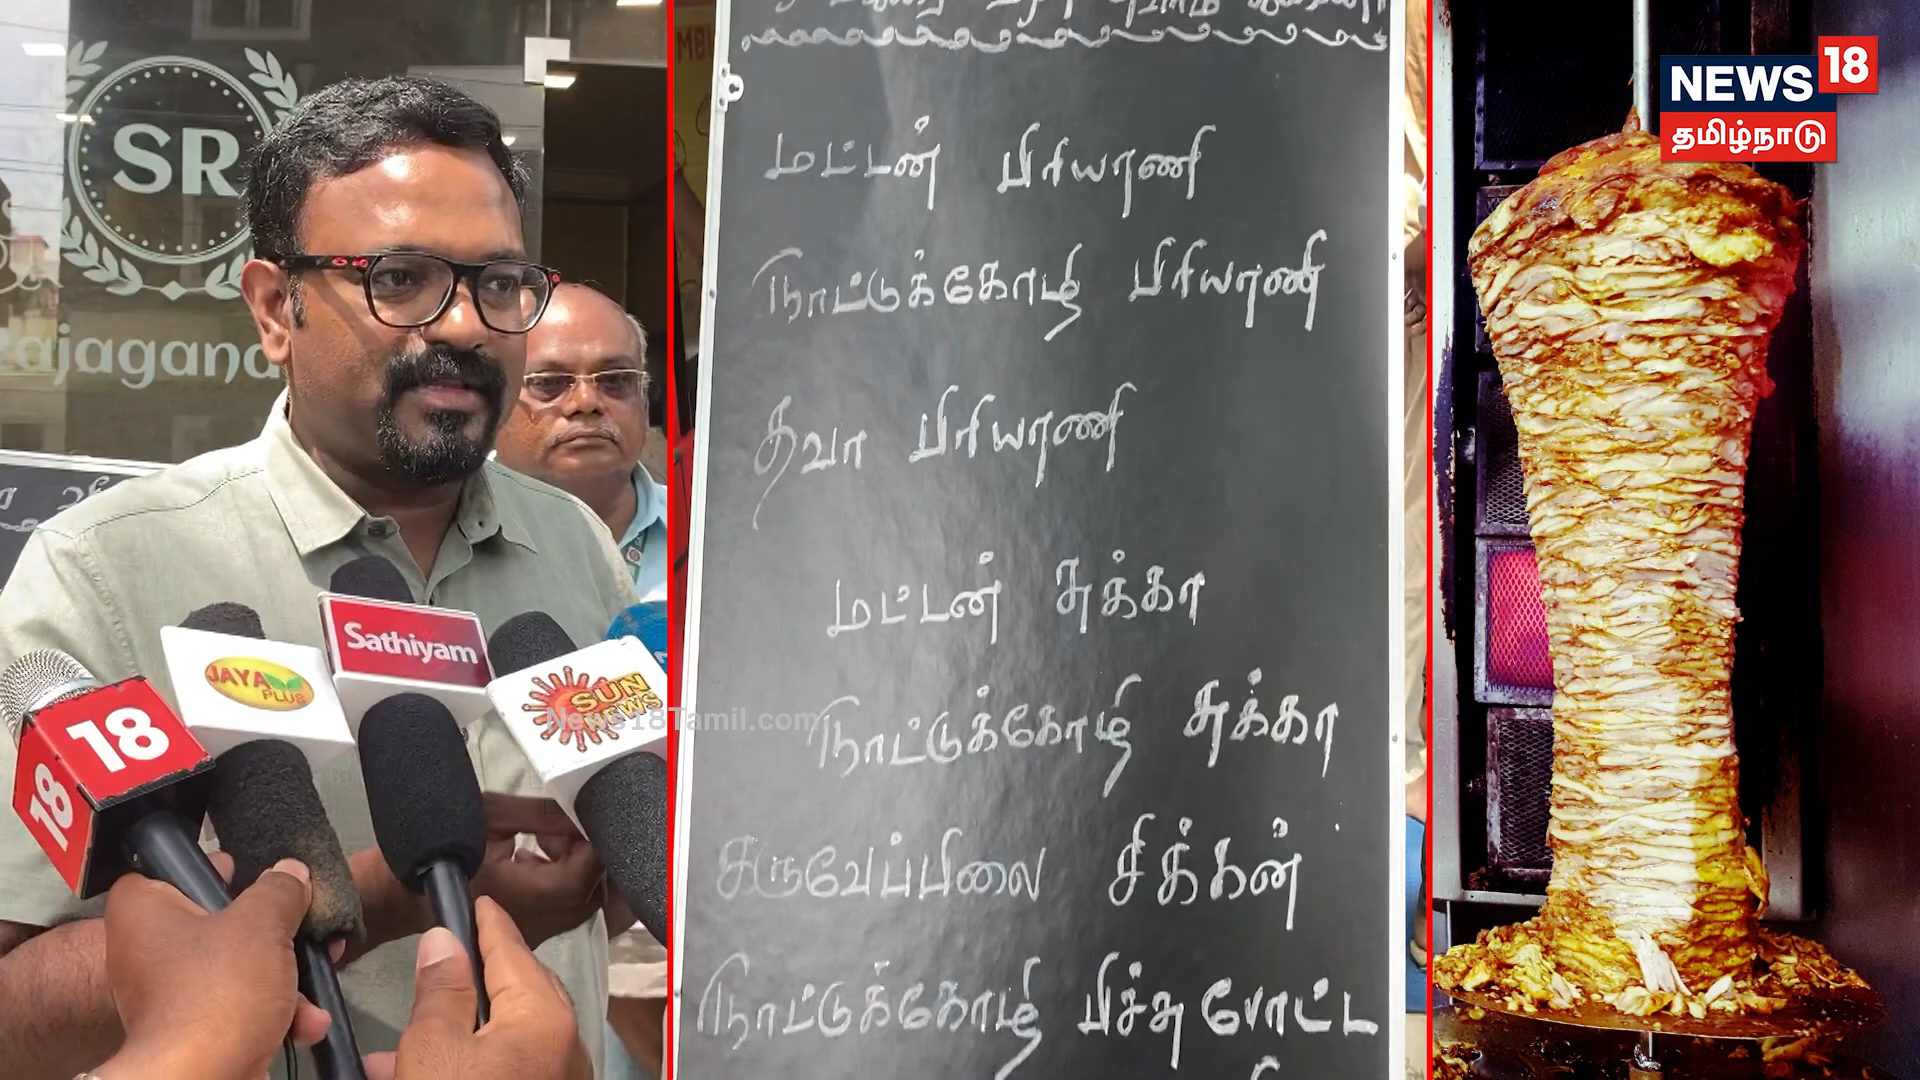 SR
ajagana
18
18
JAYA
PLUS
Sathiyam
SUN
NEWS
News18Tamil.com
மட்டன் பிரியாணி
நாட்டுக்கோழி பிரியாணி
தவா பிரியாணி
மட்டன் சுக்கா
நாட்டுக்கோழி சுக்கா
கருவேப்பிலை சிக்கன்
நாட்டுக்கோழி பிச்சு போட்ட
NEWS 18
தமிழ்நாடு